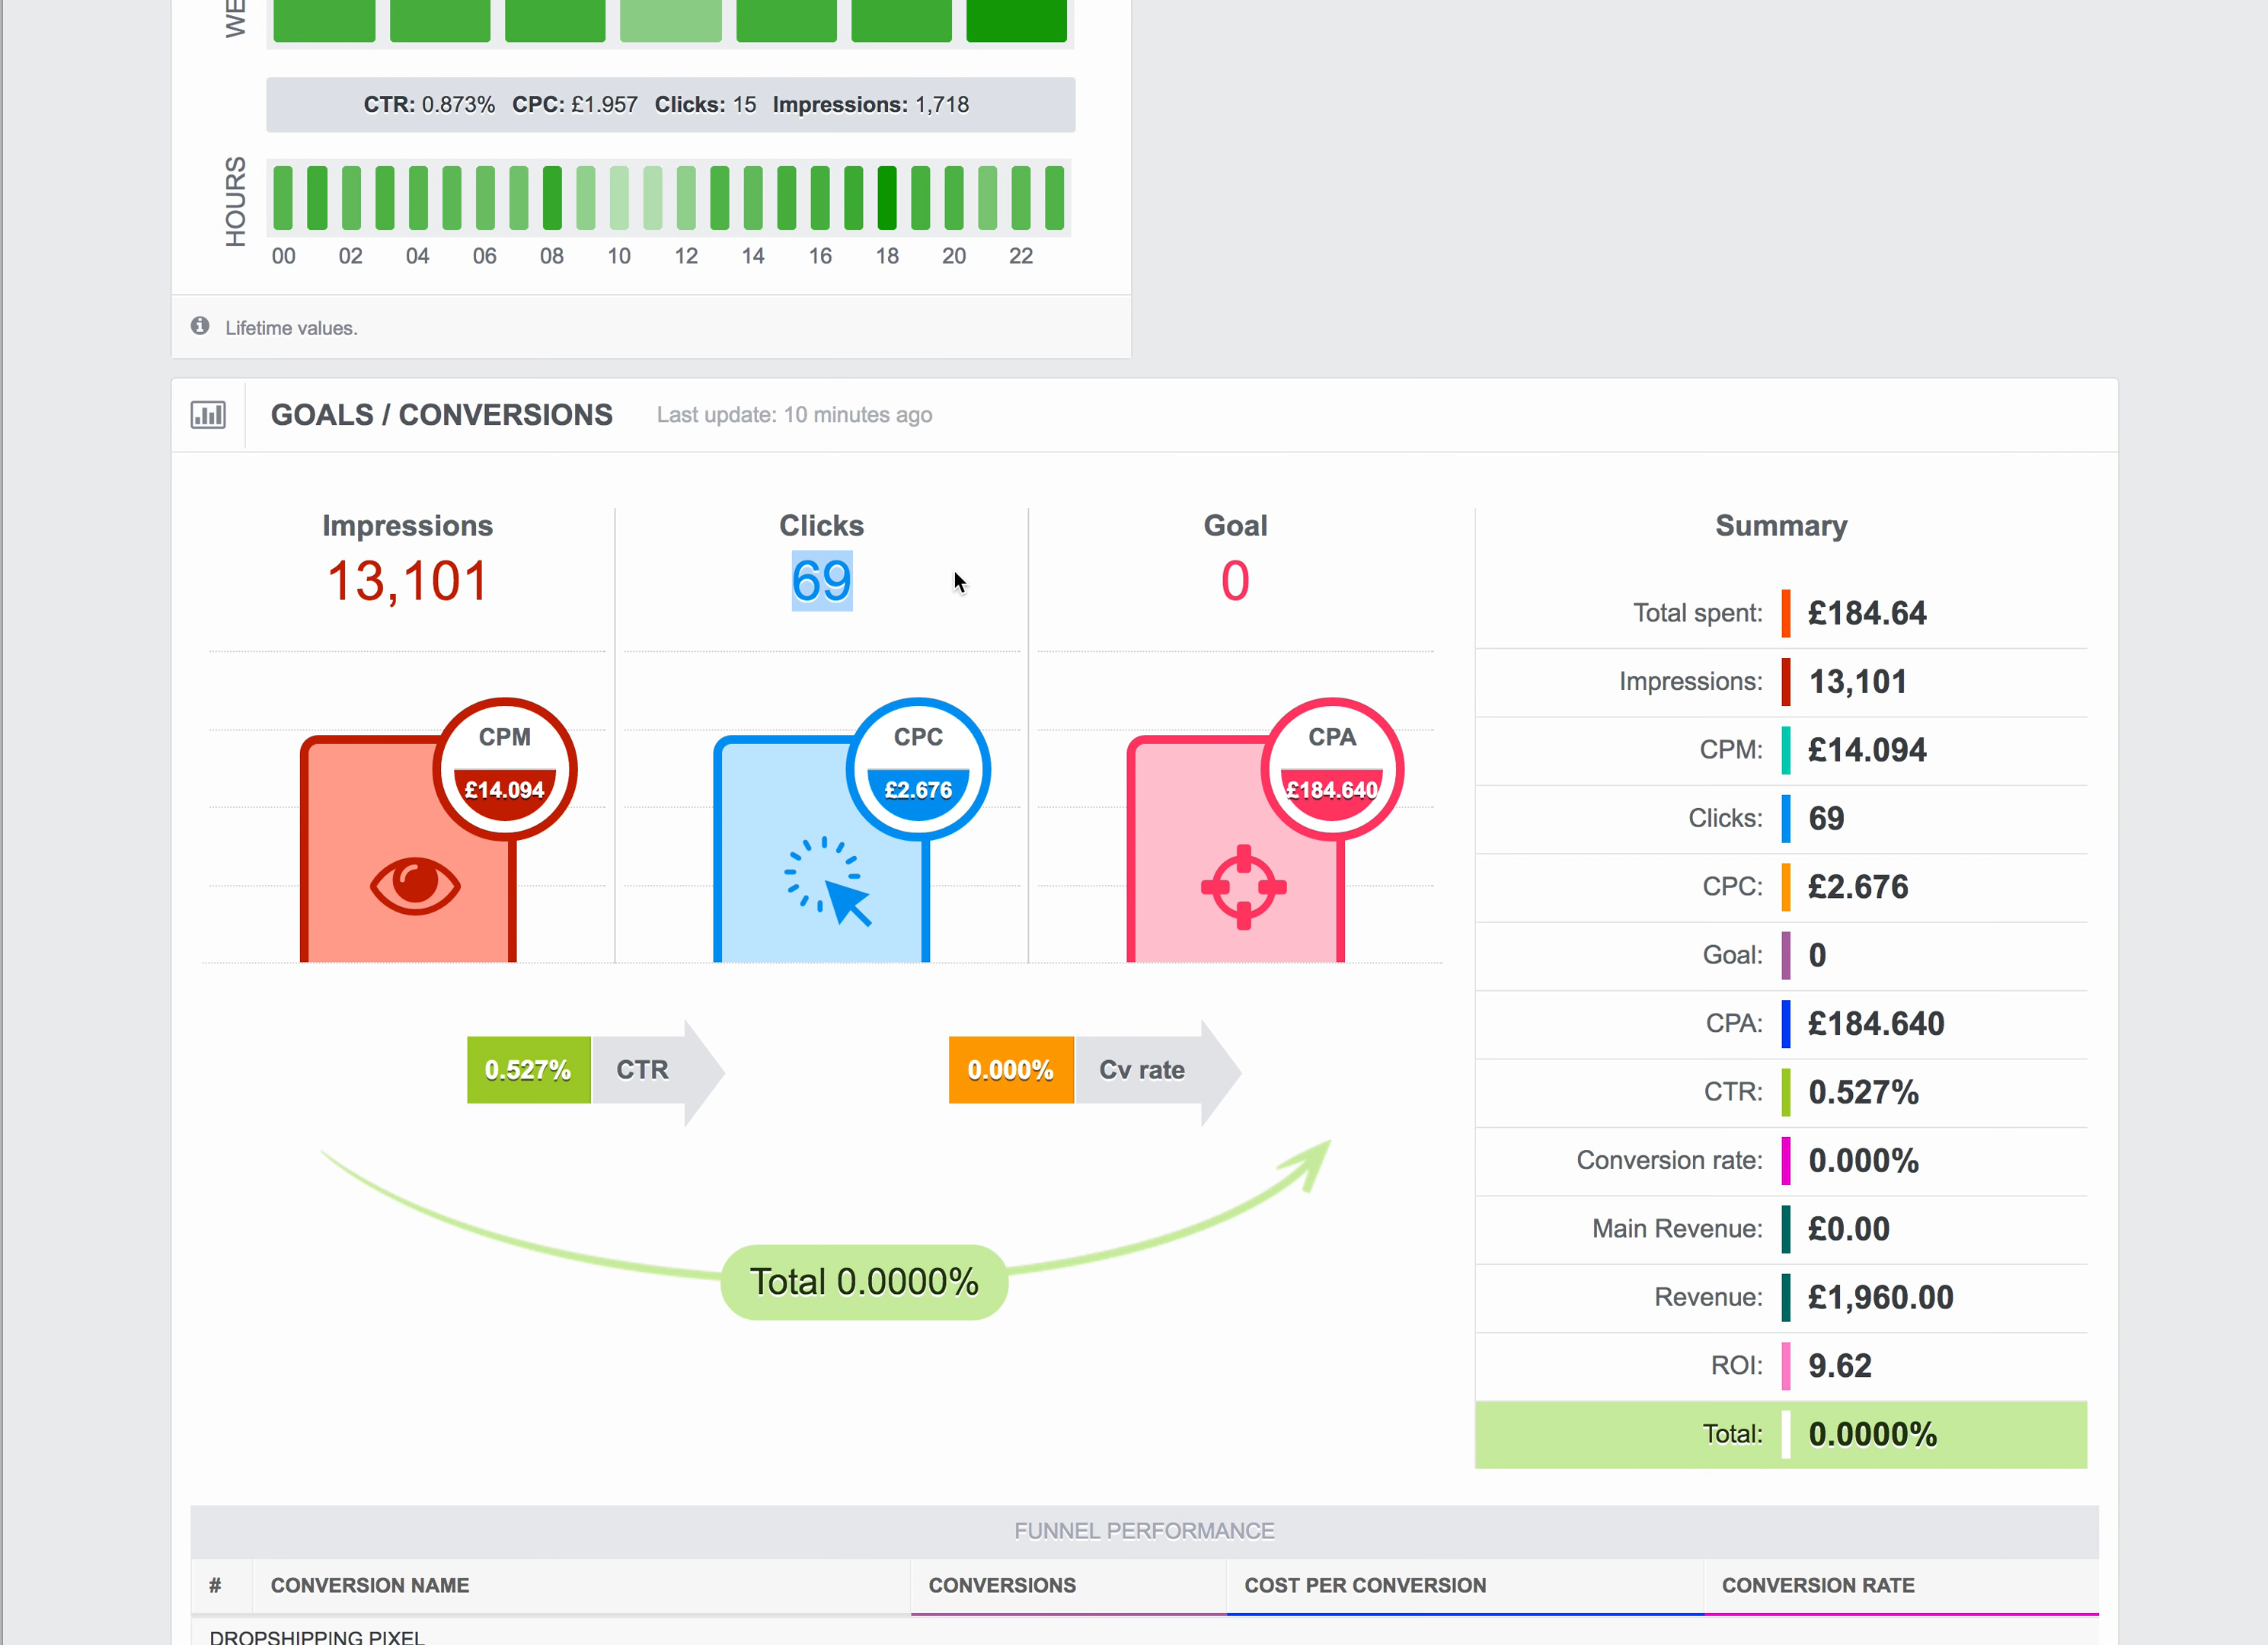 WE
CTR: 0.873% CPC: £1.957 Clicks: 15 Impressions: 1,718
HOURS
00 02 04 06 08 10 12 14 16 18 20 22
Lifetime values.
GOALS / CONVERSIONS Last update: 10 minutes ago
Impressions
13,101
Clicks
69
Goal
0
CPM
£14.094
CPC
£2.676
CPA
£184.640
0.527% CTR
0.000% Cv rate
Total 0.0000%
Summary
Total spent: £184.64
Impressions: 13,101
CPM: £14.094
Clicks: 69
CPC: £2.676
Goal: 0
CPA: £184.640
CTR: 0.527%
Conversion rate: 0.000%
Main Revenue: £0.00
Revenue: £1,960.00
ROI: 9.62
Total: 0.0000%
FUNNEL PERFORMANCE
# CONVERSION NAME CONVERSIONS COST PER CONVERSION CONVERSION RATE
DROPSHIPPING PIXEL